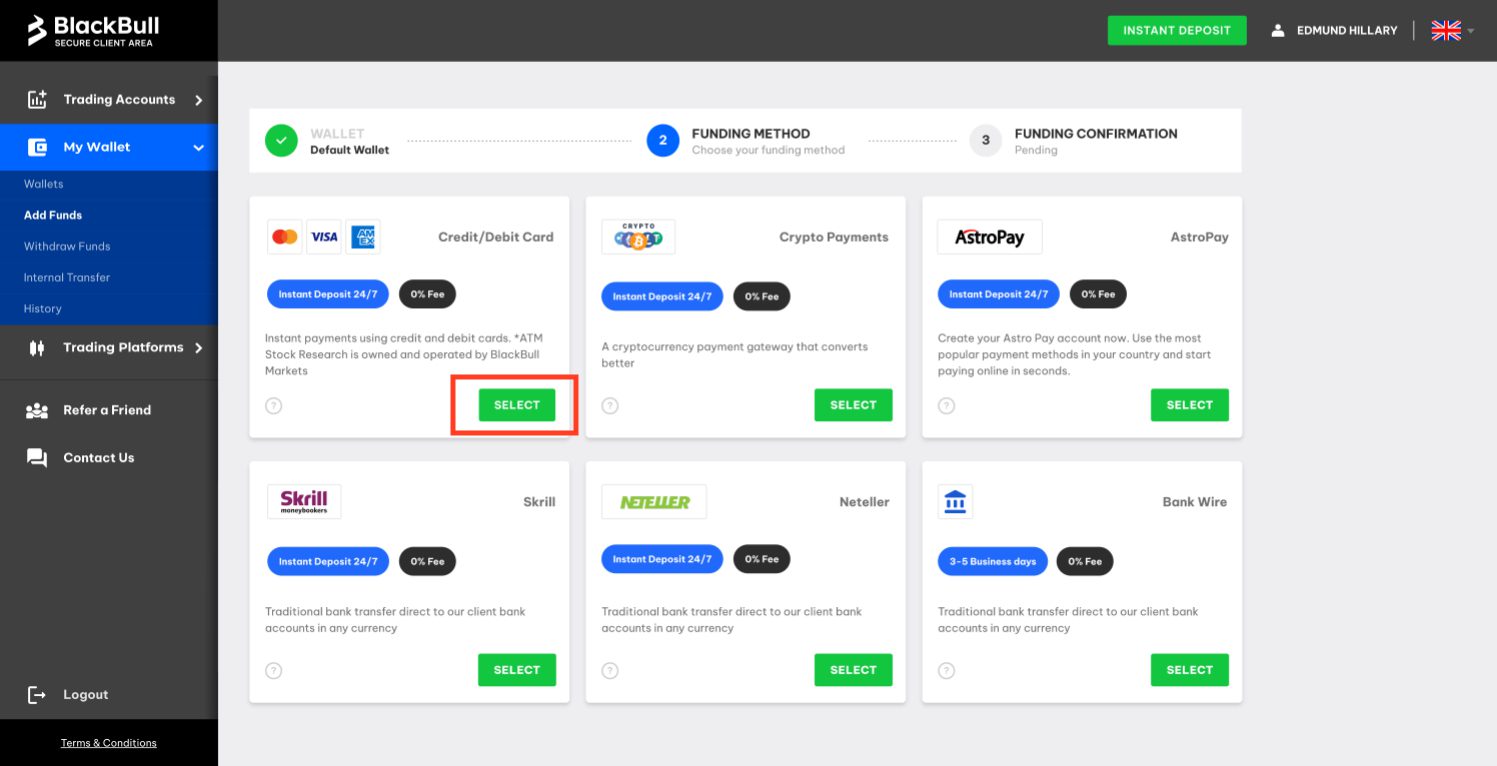 BlackBull
SECURE CLIENT AREA
INSTANT DEPOSIT
EDMUND HILLARY
Trading Accounts
My Wallet
Wallets
Add Funds
Withdraw Funds
Internal Transfer
History
Trading Platforms
Refer a Friend
Contact Us
Logout
Terms & Conditions
WALLET
Default Wallet
2
FUNDING METHOD
Choose your funding method
3
FUNDING CONFIRMATION
Pending
VISA
AM
EX
Credit/Debit Card
Instant Deposit 24/7
0% Fee
Instant payments using credit and debit cards. *ATM
Stock Research is owned and operated by BlackBull
Markets
?
SELECT
CRYPTO
Crypto Payments
Instant Deposit 24/7
0% Fee
A cryptocurrency payment gateway that converts
better
?
SELECT
AstroPay
AstroPay
Instant Deposit 24/7
0% Fee
Create your Astro Pay account now. Use the most
popular payment methods in your country and start
paying online in seconds.
?
SELECT
Skrill
moneybookers
Skrill
Instant Deposit 24/7
0% Fee
Traditional bank transfer direct to our client bank
accounts in any currency
?
SELECT
NETELLER
Neteller
Instant Deposit 24/7
0% Fee
Traditional bank transfer direct to our client bank
accounts in any currency
?
SELECT
Bank Wire
3-5 Business days
0% Fee
Traditional bank transfer direct to our client bank
accounts in any currency
?
SELECT